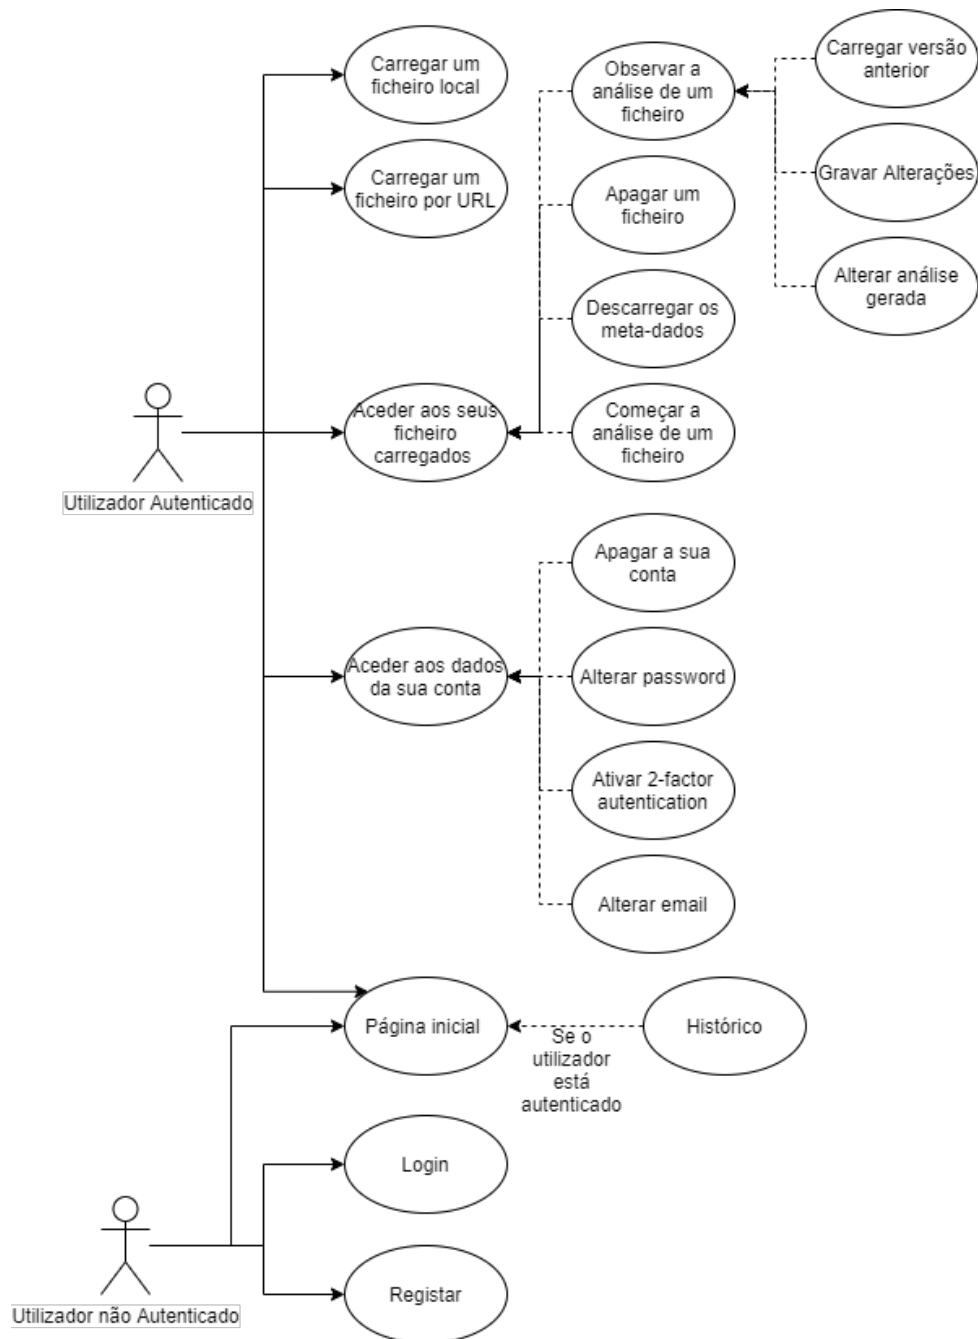 Carregar um
ficheiro local
Observar a
análise de um
ficheiro
Carregar versão
anterior
Carregar um
ficheiro por URL
Apagar um
ficheiro
Gravar Alterações
Descarregar os
meta-dados
Alterar análise
gerada
Utilizador Autenticado
Aceder aos seus
ficheiro
carregados
Começar a
análise de um
ficheiro
Apagar a sua
conta
Aceder aos dados
da sua conta
Alterar password
Ativar 2-factor
autentication
Alterar email
Página inicial
Se o
utilizador
está
autenticado
Histórico
Login
Utilizador não Autenticado
Registar